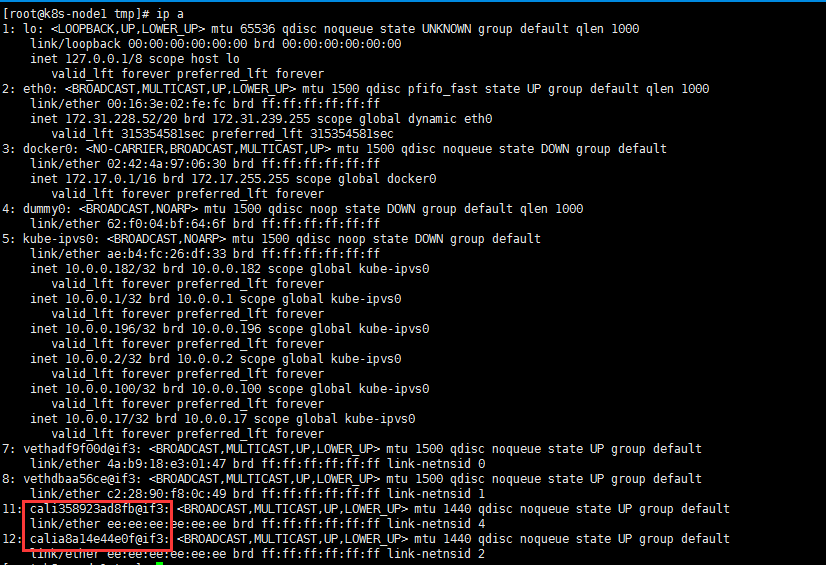 [root@k8s-node1 tmp]# ip a
1: lo: <LOOPBACK,UP,LOWER_UP> mtu 65536 qdisc noqueue state UNKNOWN group default qlen 1000
link/loopback 00:00:00:00:00:00 brd 00:00:00:00:00:00
inet 127.0.0.1/8 scope host lo
valid_lft forever preferred_lft forever
2: eth0: <BROADCAST,MULTICAST,UP,LOWER_UP> mtu 1500 qdisc pfifo_fast state UP group default qlen 1000
link/ether 00:16:3e:02:fe:fc brd ff:ff:ff:ff:ff:ff
inet 172.31.228.52/20 brd 172.31.239.255 scope global dynamic eth0
valid_lft 315354581sec preferred_lft 315354581sec
3: docker0: <NO-CARRIER,BROADCAST,MULTICAST,UP> mtu 1500 qdisc noqueue state DOWN group default
link/ether 02:42:4a:97:06:30 brd ff:ff:ff:ff:ff:ff
inet 172.17.0.1/16 brd 172.17.255.255 scope global docker0
valid_lft forever preferred_lft forever
4: dummy0: <BROADCAST,NOARP> mtu 1500 qdisc noop state DOWN group default qlen 1000
link/ether 62:f0:04:bf:64:6f brd ff:ff:ff:ff:ff:ff
5: kube-ipvs0: <BROADCAST,NOARP> mtu 1500 qdisc noop state DOWN group default
link/ether ae:b4:fc:26:df:33 brd ff:ff:ff:ff:ff:ff
inet 10.0.0.182/32 brd 10.0.0.182 scope global kube-ipvs0
valid_lft forever preferred_lft forever
inet 10.0.0.1/32 brd 10.0.0.1 scope global kube-ipvs0
valid_lft forever preferred_lft forever
inet 10.0.0.196/32 brd 10.0.0.196 scope global kube-ipvs0
valid_lft forever preferred_lft forever
inet 10.0.0.2/32 brd 10.0.0.2 scope global kube-ipvs0
valid_lft forever preferred_lft forever
inet 10.0.0.100/32 brd 10.0.0.100 scope global kube-ipvs0
valid_lft forever preferred_lft forever
inet 10.0.0.17/32 brd 10.0.0.17 scope global kube-ipvs0
valid_lft forever preferred_lft forever
7: vethadf9f00d@if3: <BROADCAST,MULTICAST,UP,LOWER_UP> mtu 1500 qdisc noqueue state UP group default
link/ether 4a:b9:18:e3:01:47 brd ff:ff:ff:ff:ff:ff link-netnsid 0
8: vethdbaa56ce@if3: <BROADCAST,MULTICAST,UP,LOWER_UP> mtu 1500 qdisc noqueue state UP group default
link/ether c2:28:90:f8:0c:49 brd ff:ff:ff:ff:ff:ff link-netnsid 1
11: cali358923ad8fb@if3: <BROADCAST,MULTICAST,UP,LOWER_UP> mtu 1440 qdisc noqueue state UP group default
link/ether ee:ee:ee:ee:ee:ee brd ff:ff:ff:ff:ff:ff link-netnsid 4
12: calia8a14e44e0f@if3: <BROADCAST,MULTICAST,UP,LOWER_UP> mtu 1440 qdisc noqueue state UP group default
link/ether ee:ee:ee:ee:ee:ee brd ff:ff:ff:ff:ff:ff link-netnsid 2